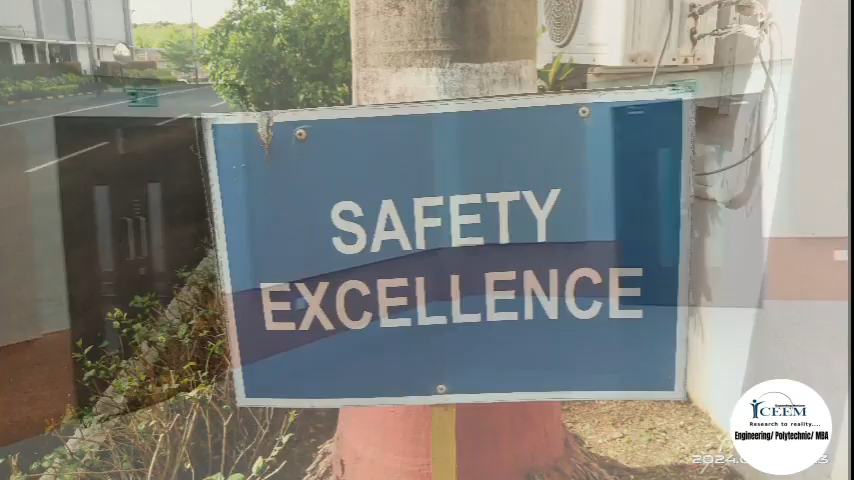 SAFETY
EXCELLENCE
ICEEM
Research to reality....
Engineering/ Polytechnic/ MBA